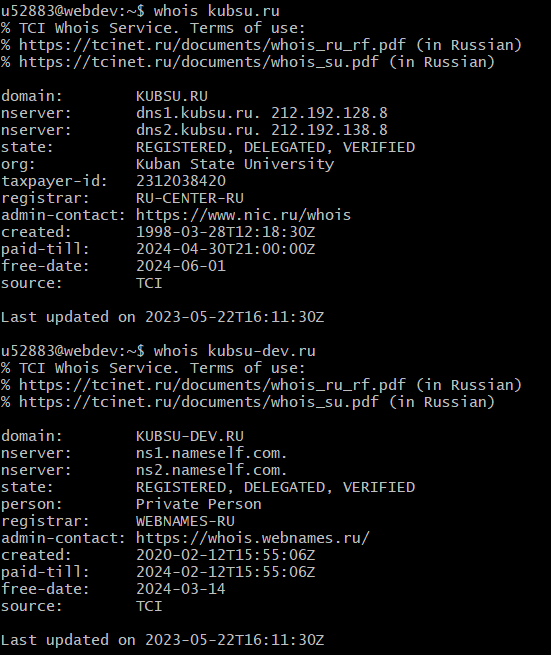 u52883@webdev:~$ whois kubsu.ru
% TCI Whois Service. Terms of use:
% https://tcinet.ru/documents/whois_ru_rf.pdf (in Russian)
% https://tcinet.ru/documents/whois_su.pdf (in Russian)

domain:        KUBSU.RU
nserver:       dns1.kubsu.ru. 212.192.128.8
nserver:       dns2.kubsu.ru. 212.192.138.8
state:         REGISTERED, DELEGATED, VERIFIED
org:           Kuban State University
taxpayer-id:   2312038420
registrar:     RU-CENTER-RU
admin-contact: https://www.nic.ru/whois
created:       1998-03-28T12:18:30Z
paid-till:     2024-04-30T21:00:00Z
free-date:     2024-06-01
source:        TCI

Last updated on 2023-05-22T16:11:30Z

u52883@webdev:~$ whois kubsu-dev.ru
% TCI Whois Service. Terms of use:
% https://tcinet.ru/documents/whois_ru_rf.pdf (in Russian)
% https://tcinet.ru/documents/whois_su.pdf (in Russian)

domain:        KUBSU-DEV.RU
nserver:       ns1.nameself.com.
nserver:       ns2.nameself.com.
state:         REGISTERED, DELEGATED, VERIFIED
person:        Private Person
registrar:     WEBNAMES-RU
admin-contact: https://whois.webnames.ru/
created:       2020-02-12T15:55:06Z
paid-till:     2024-02-12T15:55:06Z
free-date:     2024-03-14
source:        TCI

Last updated on 2023-05-22T16:11:30Z